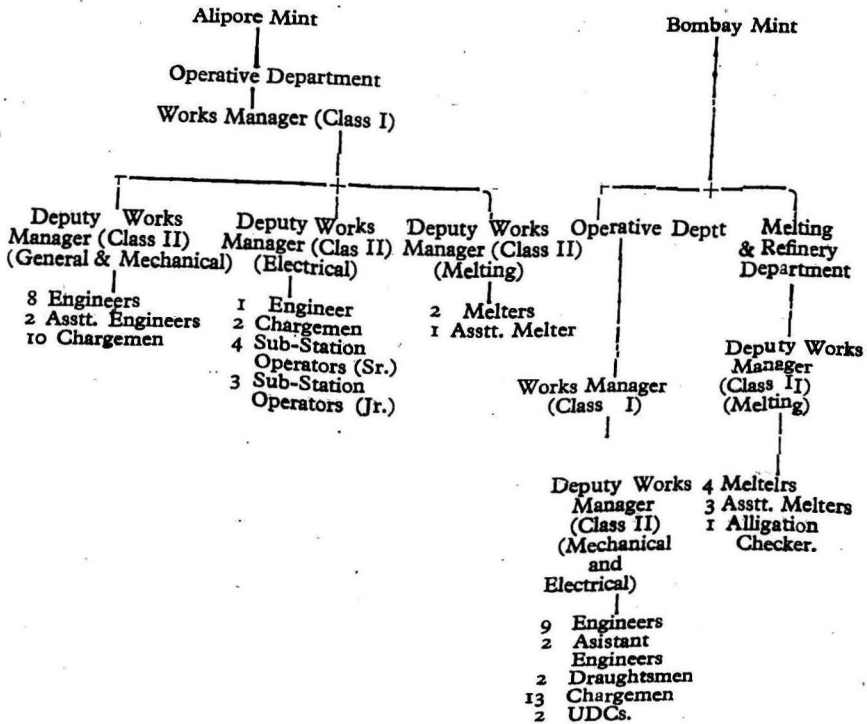 Alipore Mint
Operative Department
Works Manager (Class I)
Deputy Works
Manager (Class II)
(General & Mechanical)
8 Engineers
2 Asstt. Engineers
10 Chargemen
Deputy Works
Manager (Clas II)
(Electrical)
1 Engineer
2 Chargemen
4 Sub-Station
Operators (Sr.)
3 Sub-Station
Operators (Jr.)
Deputy Works
Manager (Class II)
(Melting)
2 Melters
1 Asstt. Melter
Bombay Mint
Operative Deptt
Works Manager
(Class I)
Deputy Works
Manager
(Class II)
(Mechanical
and
Electrical)
9 Engineers
2 Asistant
Engineers
2 Draughtsmen
13 Chargemen
2 UDCs.
Melting
& Refinery
Department
Deputy Works
Manager
(Class II)
(Melting)
4 Melteirs
3 Asstt. Melters
1 Alligation
Checker.